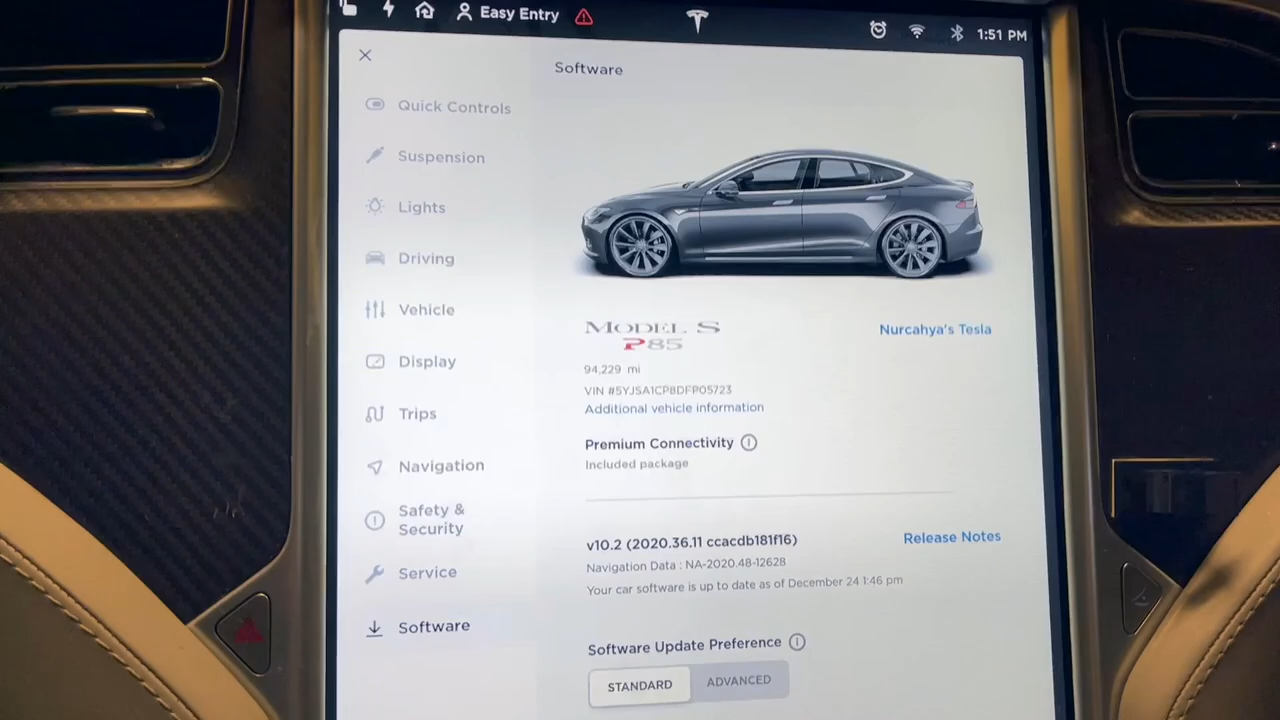 Easy Entry
1:51 PM
Software
Quick Controls
Suspension
Lights
Driving
Vehicle
Display
Trips
Navigation
Safety &
Security
Service
Software
MODEL S
P85
Nurcahya's Tesla
94,229 mi
VIN #5YJSA1CP8DFP05723
Additional vehicle information
Premium Connectivity
Included package
v10.2 (2020.36.11 ccacdb181f16)
Release Notes
Navigation Data : NA-2020.48-12628
Your car software is up to date as of December 24 1:46 pm
Software Update Preference
STANDARD
ADVANCED